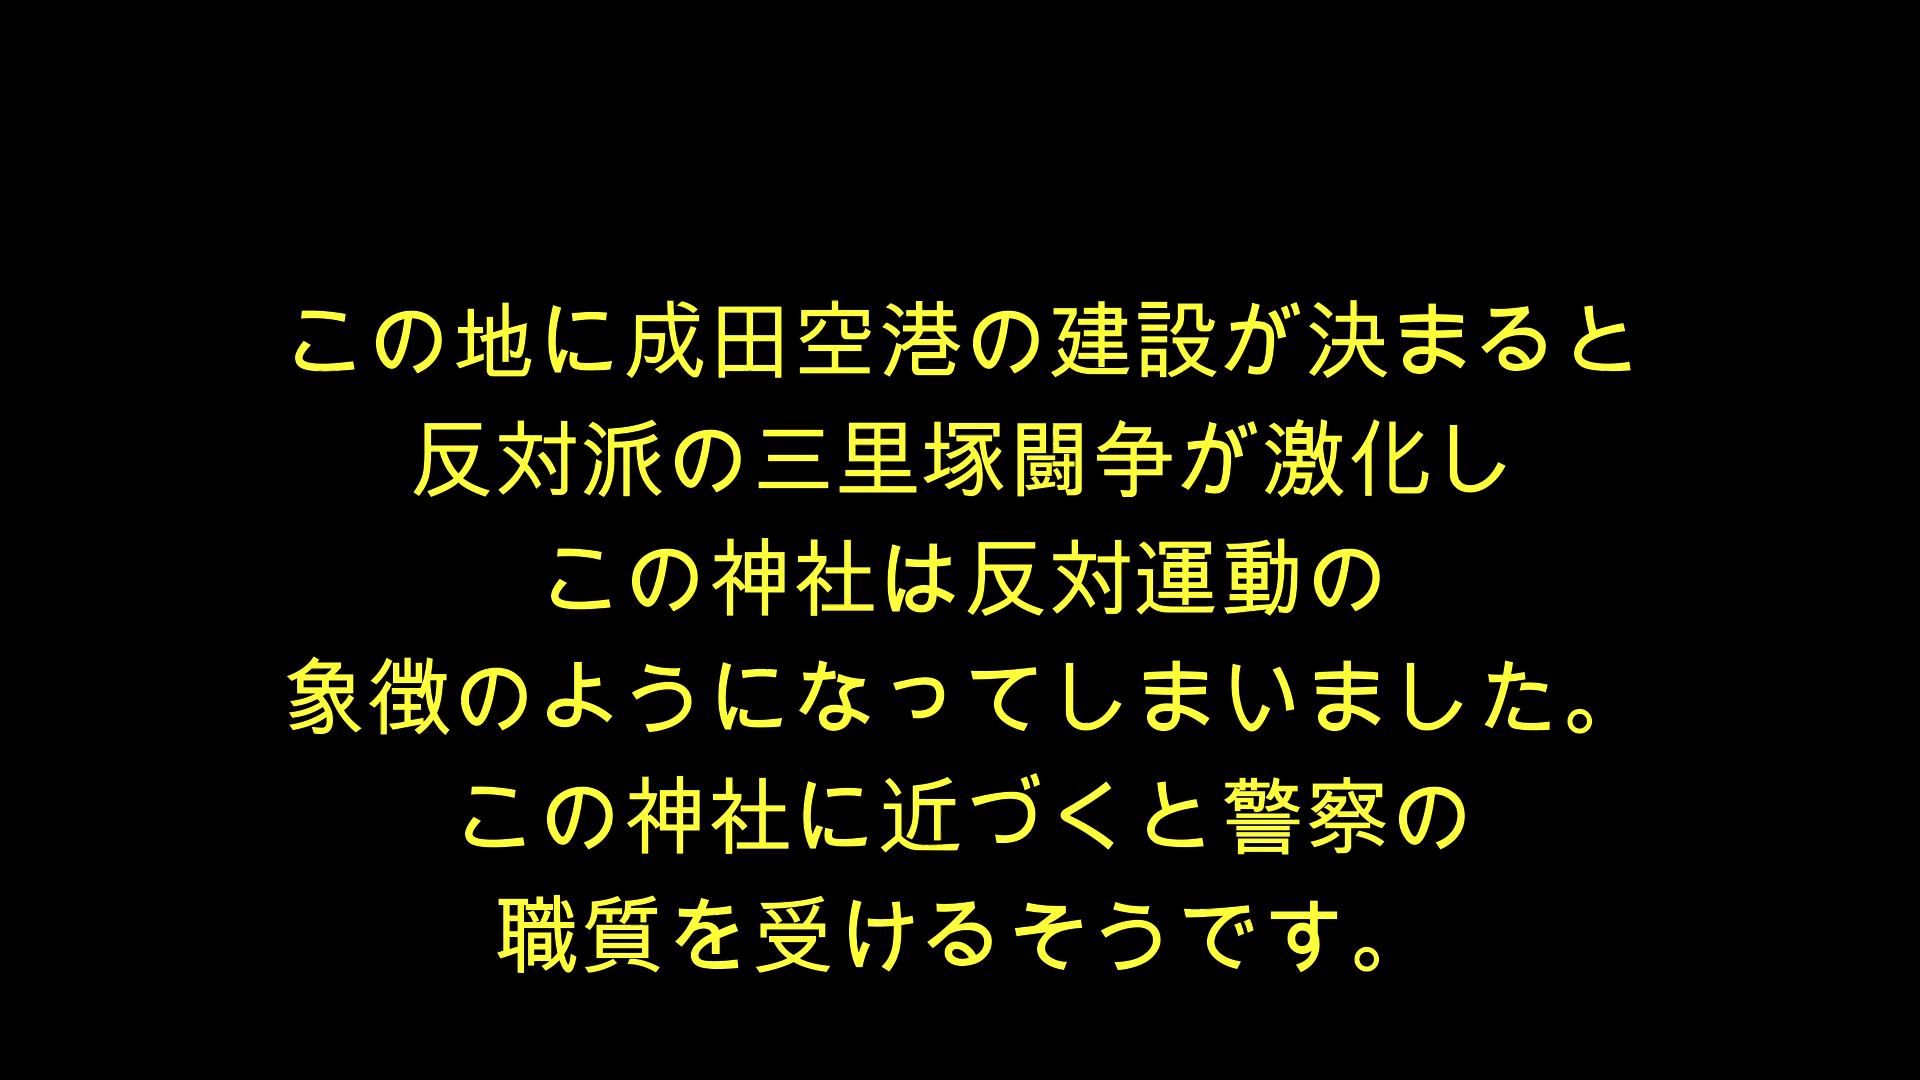 この地に成田空港の建設が決まると
反対派の三里塚闘争が激化し
この神社は反対運動の
象徴のようになってしまいました。
この神社に近づくと警察の
職質を受けるそうです。